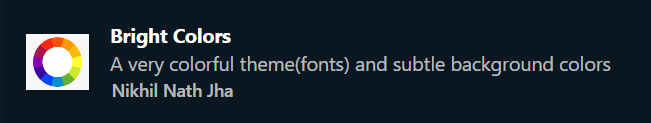 Bright Colors
A very colorful theme(fonts) and subtle background colors
Nikhil Nath Jha